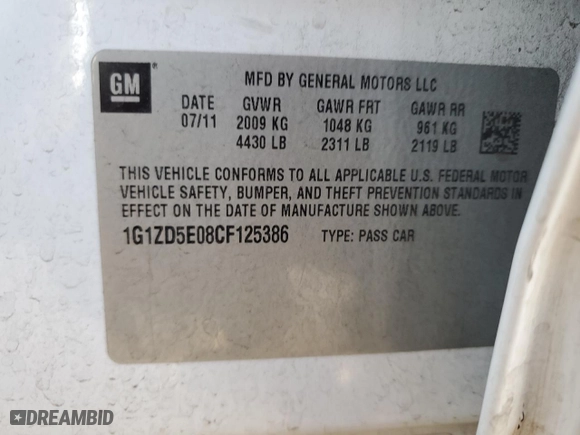 GM®
MFD BY GENERAL MOTORS LLC
DATE GVWR GAWR FRT GAWR RR
07/11 2009 KG 1048 KG 961 KG
4430 LB 2311 LB 2119 LB
THIS VEHICLE CONFORMS TO ALL APPLICABLE U.S. FEDERAL MOTOR
VEHICLE SAFETY, BUMPER, AND THEFT PREVENTION STANDARDS IN
EFFECT ON THE DATE OF MANUFACTURE SHOWN ABOVE.
1G1ZD5E08CF125386 TYPE: PASS CAR
DREAMBID